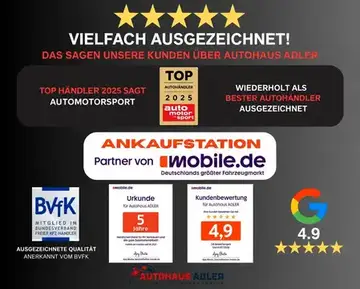 VIELFACH AUSGEZEICHNET!
DAS SAGEN UNSERE KUNDEN ÜBER AUTOHAUS ADLER
TOP HÄNDLER 2025 SAGT
AUTOMOTORSPORT
TOP
AUTOHÄNDLER
2025
auto
motor
sport
WIEDERHOLT ALS
BESTER AUTOHÄNDLER
AUSGEZEICHNET
ANKAUFSTATION
Partner von mobile.de
Deutschlands größter Fahrzeugmarkt
BVfK
MITGLIED IM
BUNDESVERBAND
FREIER KFZ-HÄNDLER
AUSGEZEICHNETE QUALITÄT
ANERKANNT VOM BVFK
mobile.de
Urkunde
für Autohaus ADLER
5
Jahre
mobile.de
Kundenbewertung
für Autohaus ADLER
4,9
G
4.9
AUTOHAUS ADLER